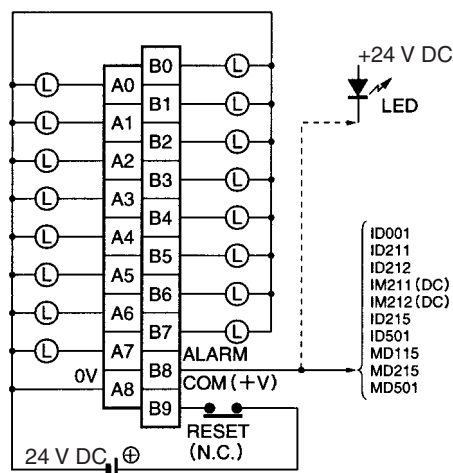 +24 V DC
LED
B0
L
L
A0
B1
L
L
A1
B2
L
L
A2
B3
L
L
A3
B4
L
L
A4
B5
L
L
A5
B6
L
L
A6
B7
L
L
A7
ALARM
0V
B8
A8
COM (+V)
B9
RESET
(N.C.)
24 V DC
⊕
ID001
ID211
ID212
IM211 (DC)
IM212 (DC)
ID215
ID501
MD115
MD215
MD501